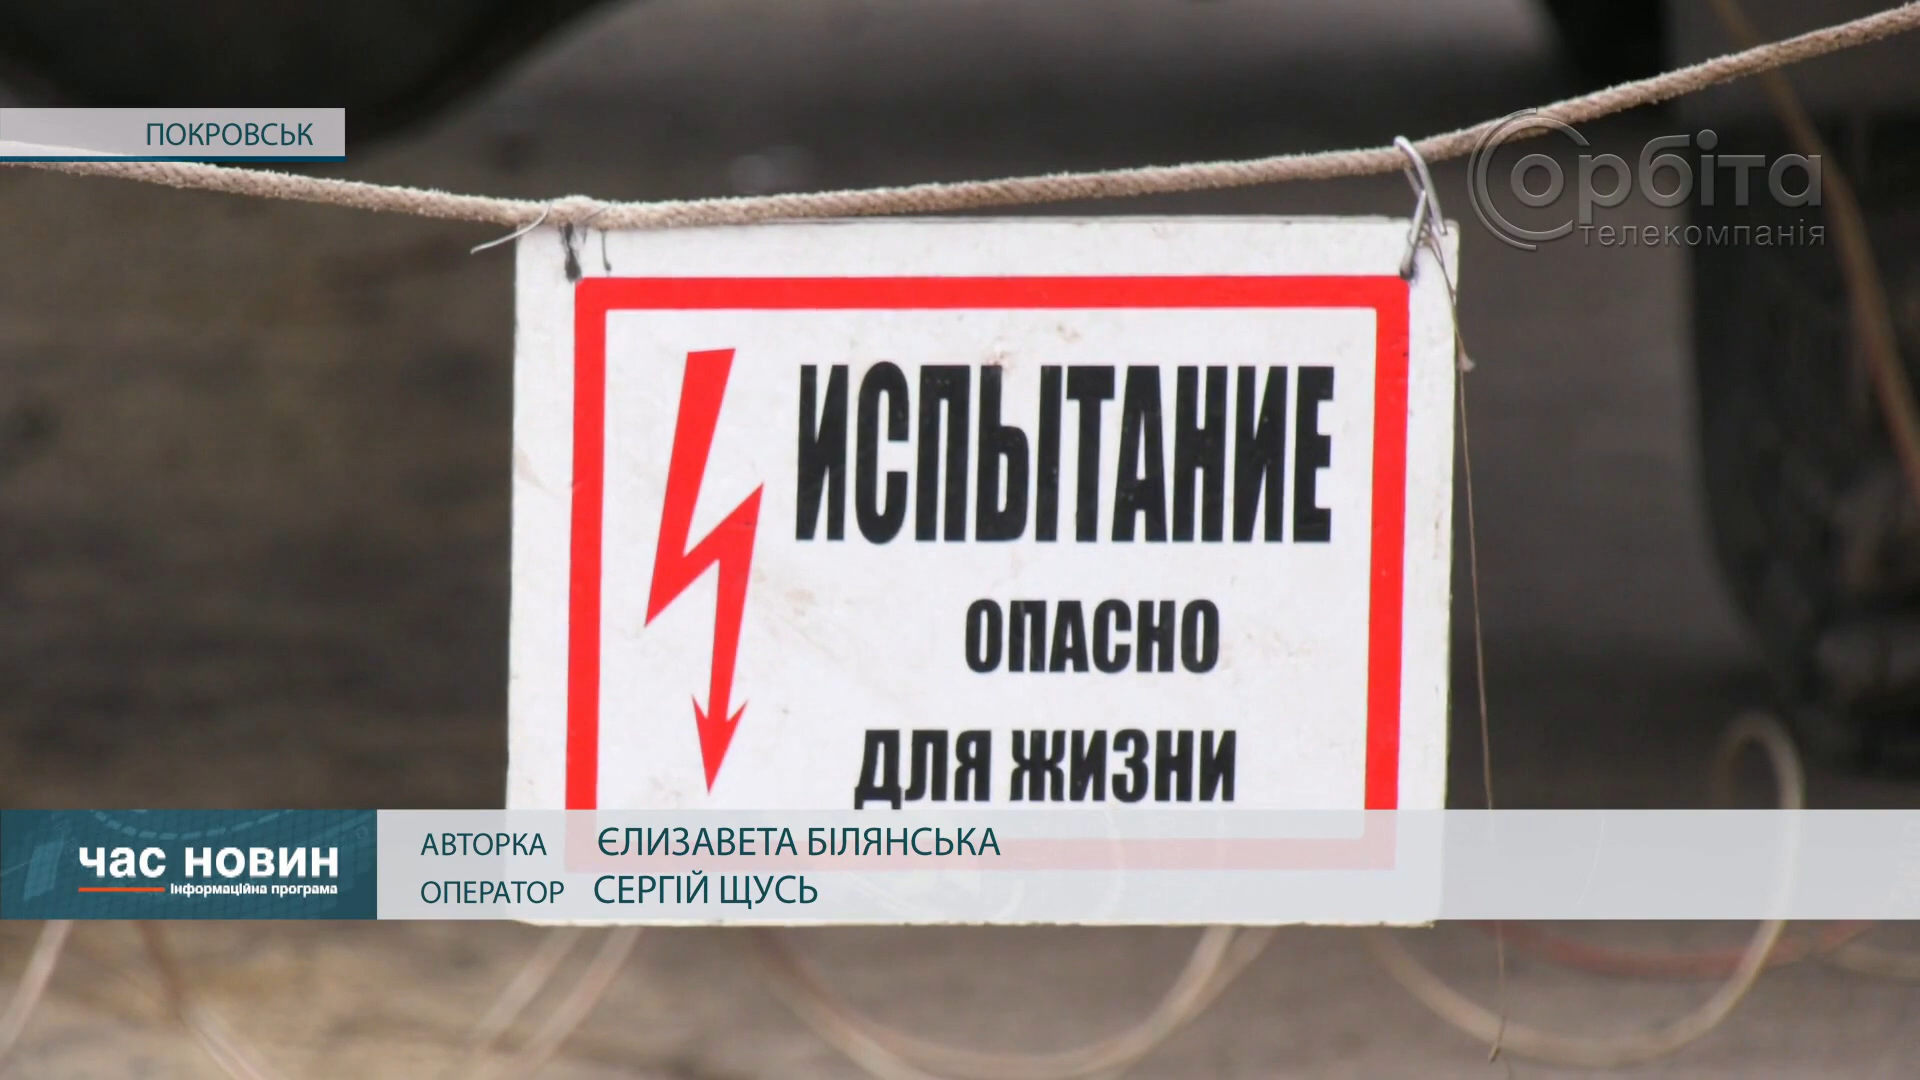 ПОКРОВСЬК
орбіта
телекомпанія
ИСПЫТАНИЕ
ОПАСНО
ДЛЯ ЖИЗНИ
час новин
інформаційна програма
АВТОРКА ЄЛИЗАВЕТА БІЛЯНСЬКА
ОПЕРАТОР СЕРГІЙ ЩУСЬ